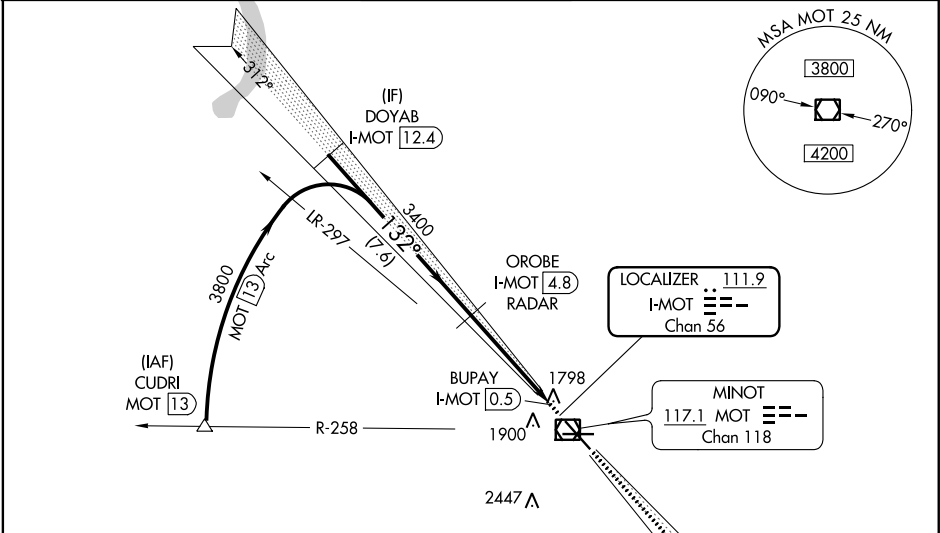 MSA MOT 25 NM
3800
090°
270°
4200
312°
(IF)
DOYAB
I-MOT 12.4
LR-297
3400
132°
(7.6)
3800
MOT 13 Arc
OROBE
I-MOT 4.8
RADAR
LOCALIZER 111.9
I-MOT
Chan 56
(IAF)
CUDRI
MOT 13
BUPAY
I-MOT 0.5
1798
MINOT
117.1 MOT
Chan 118
R-258
1900
2447